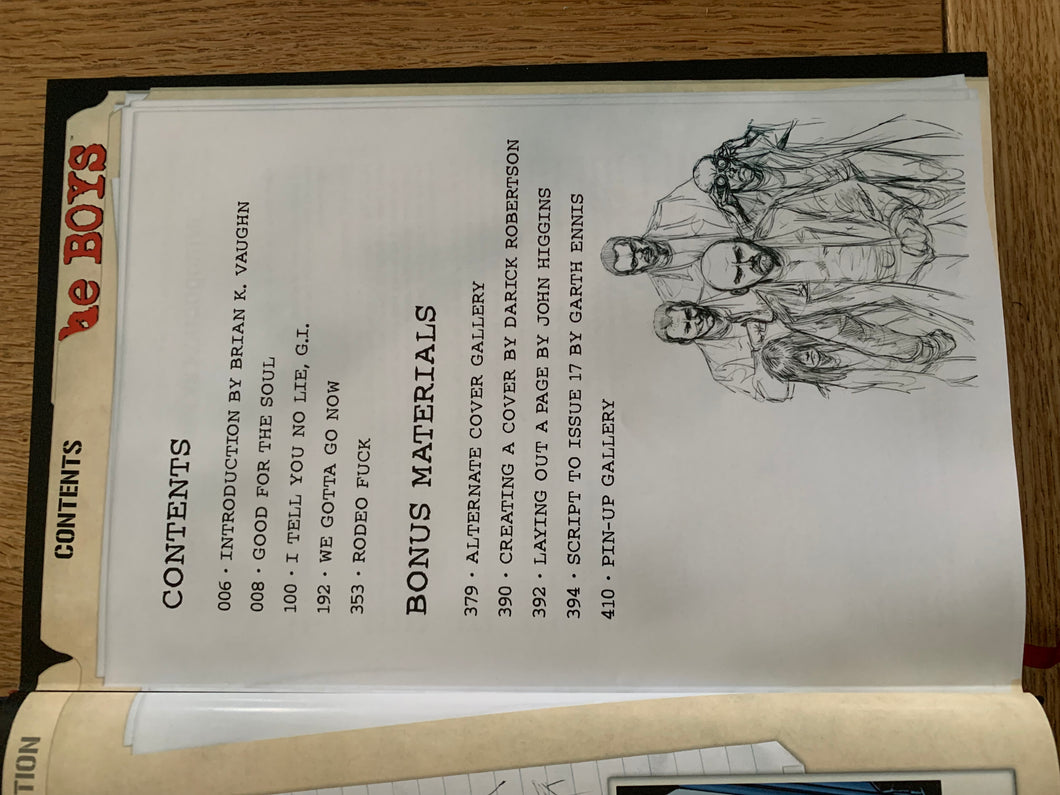 CONTENTS
he BOYS
CONTENTS
006 • INTRODUCTION BY BRIAN K. VAUGHN
008 • GOOD FOR THE SOUL
100 • I TELL YOU NO LIE, G.I.
192 • WE GOTTA GO NOW
353 • RODEO FUCK
BONUS MATERIALS
379 • ALTERNATE COVER GALLERY
390 • CREATING A COVER BY DARICK ROBERTSON
392 • LAYING OUT A PAGE BY JOHN HIGGINS
394 • SCRIPT TO ISSUE 17 BY GARTH ENNIS
410 • PIN-UP GALLERY
TION